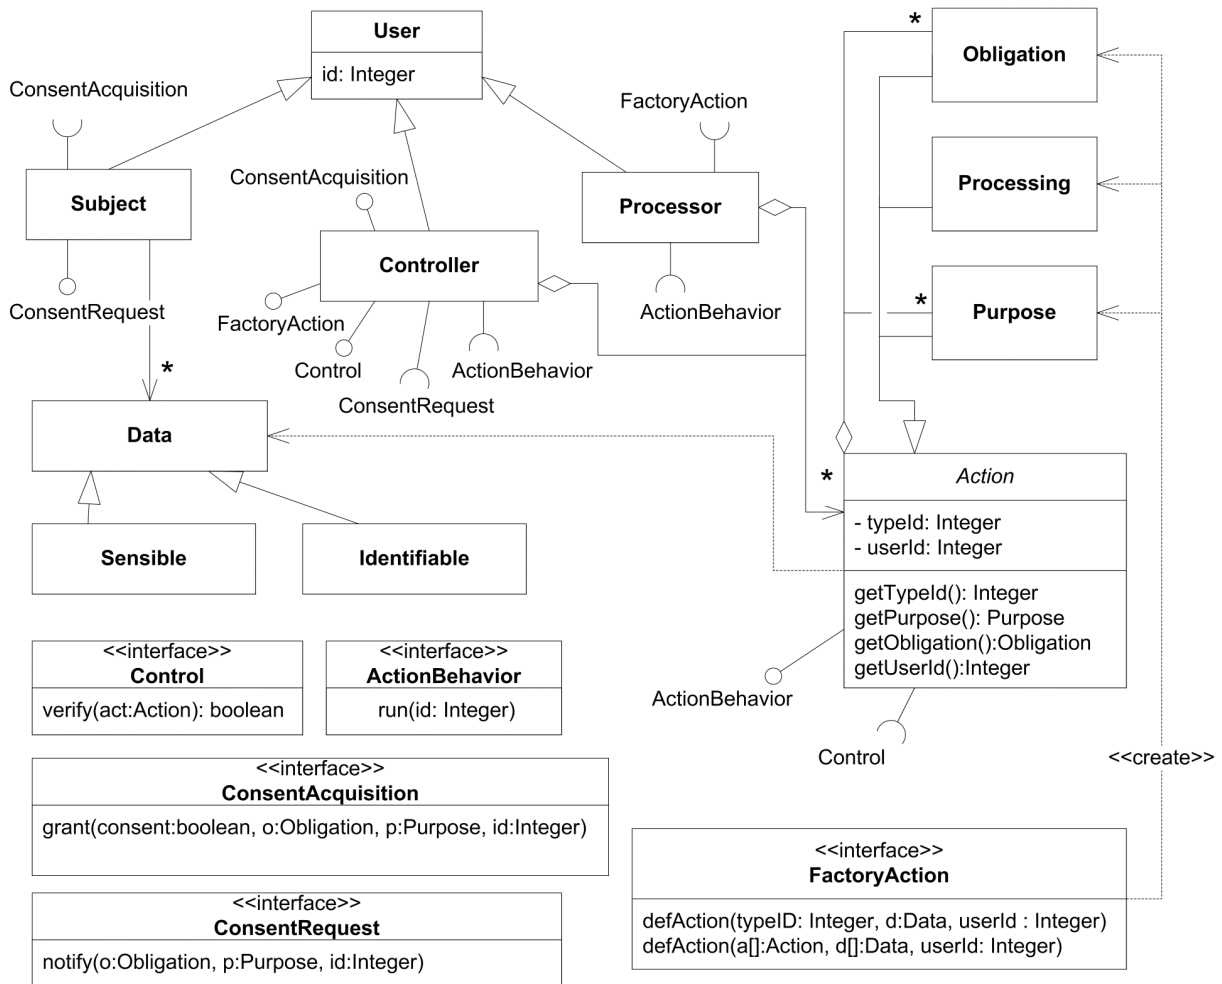 User
id: Integer
*
Obligation
ConsentAcquisition
FactoryAction
ConsentAcquisition
Subject
Processor
Processing
Controller
ConsentRequest
FactoryAction
Control
ConsentRequest
ActionBehavior
ActionBehavior
*
Purpose
*
Data
*
Action
- typeId: Integer
- userId: Integer
getTypeId(): Integer
getPurpose(): Purpose
getObligation():Obligation
getUserId():Integer
Sensible
Identifiable
<<interface>>
Control
verify(act:Action): boolean
<<interface>>
ActionBehavior
run(id: Integer)
ActionBehavior
Control
<<create>>
<<interface>>
ConsentAcquisition
grant(consent:boolean, o:Obligation, p:Purpose, id:Integer)
<<interface>>
FactoryAction
defAction(typeID: Integer, d:Data, userId : Integer)
defAction(a[]:Action, d[]:Data, userId: Integer)
<<interface>>
ConsentRequest
notify(o:Obligation, p:Purpose, id:Integer)